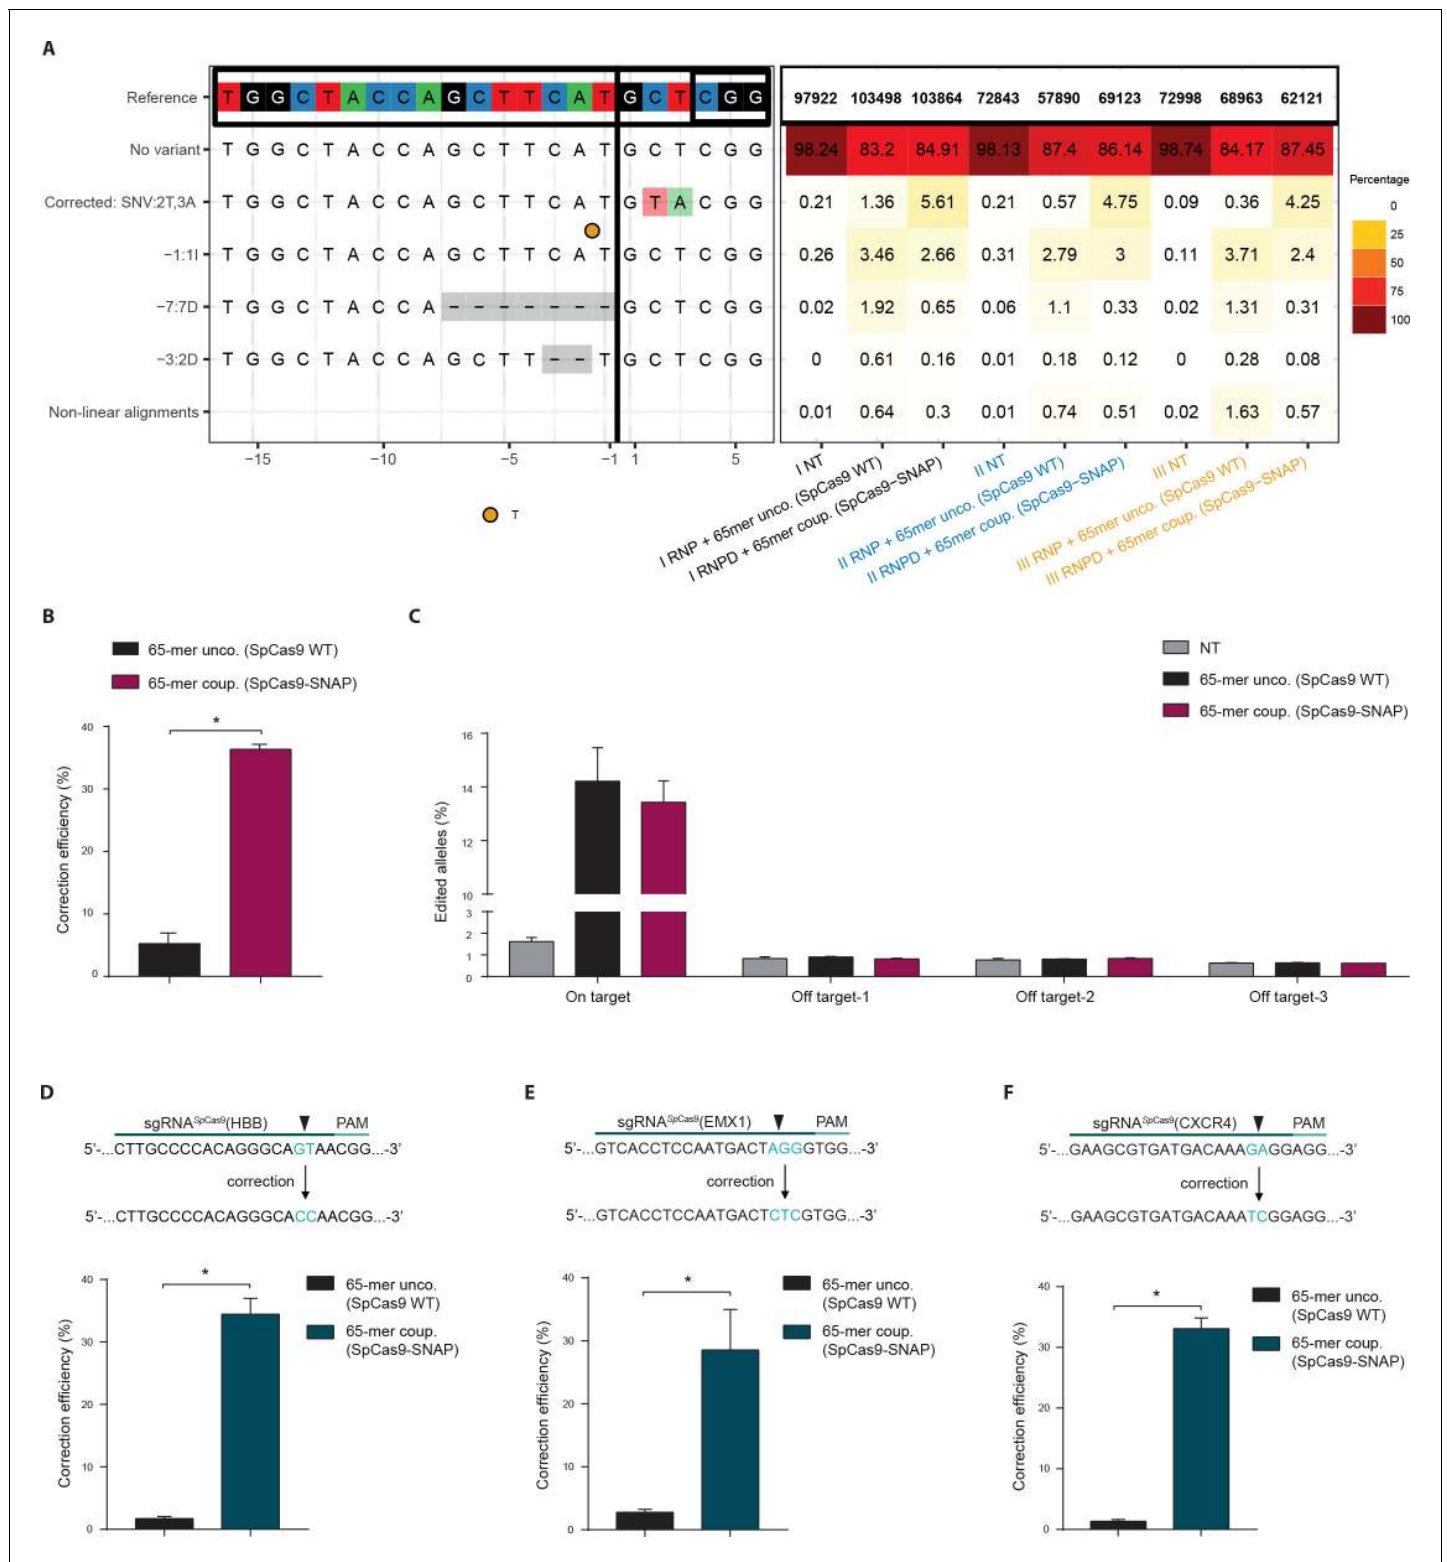 A
Reference T G G C T A C C A G C T T C A T G C T C G G 97922 103498 103864 72843 57890 69123 72998 68963 62121
No variant T G G C T A C C A G C T T C A T G C T C G G 98.24 83.2 84.91 98.13 87.4 86.14 98.74 84.17 87.45
Corrected: SNV:2T,3A T G G C T A C C A G C T T C A T G T A C G G 0.21 1.36 5.61 0.21 0.57 4.75 0.09 0.36 4.25
−1:1I T G G C T A C C A G C T T C A T G C T C G G 0.26 3.46 2.66 0.31 2.79 3 0.11 3.71 2.4
−7:7D T G G C T A C C A - - - - - - - G C T C G G 0.02 1.92 0.65 0.06 1.1 0.33 0.02 1.31 0.31
−3:2D T G G C T A C C A G C T T - - T G C T C G G 0 0.61 0.16 0.01 0.18 0.12 0 0.28 0.08
Non-linear alignments 0.01 0.64 0.3 0.01 0.74 0.51 0.02 1.63 0.57
Percentage
0
25
50
75
100
−15 −10 −5 −1 1 5
T
I NT
I RNP + 65mer unco. (SpCas9 WT)
I RNPD + 65mer coup. (SpCas9−SNAP)
II NT
II RNP + 65mer unco. (SpCas9 WT)
II RNPD + 65mer coup. (SpCas9−SNAP)
III NT
III RNP + 65mer unco. (SpCas9 WT)
III RNPD + 65mer coup. (SpCas9−SNAP)
B
65-mer unco. (SpCas9 WT)
65-mer coup. (SpCas9-SNAP)
*
Correction efficiency (%)
40
30
20
10
0
C
NT
65-mer unco. (SpCas9 WT)
65-mer coup. (SpCas9-SNAP)
Edited alleles (%)
16
14
12
10
3
2
1
0
On target Off target-1 Off target-2 Off target-3
D
sgRNASpCas9(HBB) PAM
5'-...CTTGCCCCACAGGGCAGTAACGG...-3'
correction
5'-...CTTGCCCCACAGGGCACCAACGG...-3'
*
Correction efficiency (%)
40
30
20
10
0
65-mer unco.
(SpCas9 WT)
65-mer coup.
(SpCas9-SNAP)
E
sgRNASpCas9(EMX1) PAM
5'-...GTCACCTCCAATGACTAGGGTGG...-3'
correction
5'-...GTCACCTCCAATGACTCTCGTGG...-3'
*
Correction efficiency (%)
40
30
20
10
0
65-mer unco.
(SpCas9 WT)
65-mer coup.
(SpCas9-SNAP)
F
sgRNASpCas9(CXCR4) PAM
5'-...GAAGCGTGATGACAAAGAGGAGG...-3'
correction
5'-...GAAGCGTGATGACAAATCGGAGG...-3'
*
Correction efficiency (%)
40
30
20
10
0
65-mer unco.
(SpCas9 WT)
65-mer coup.
(SpCas9-SNAP)